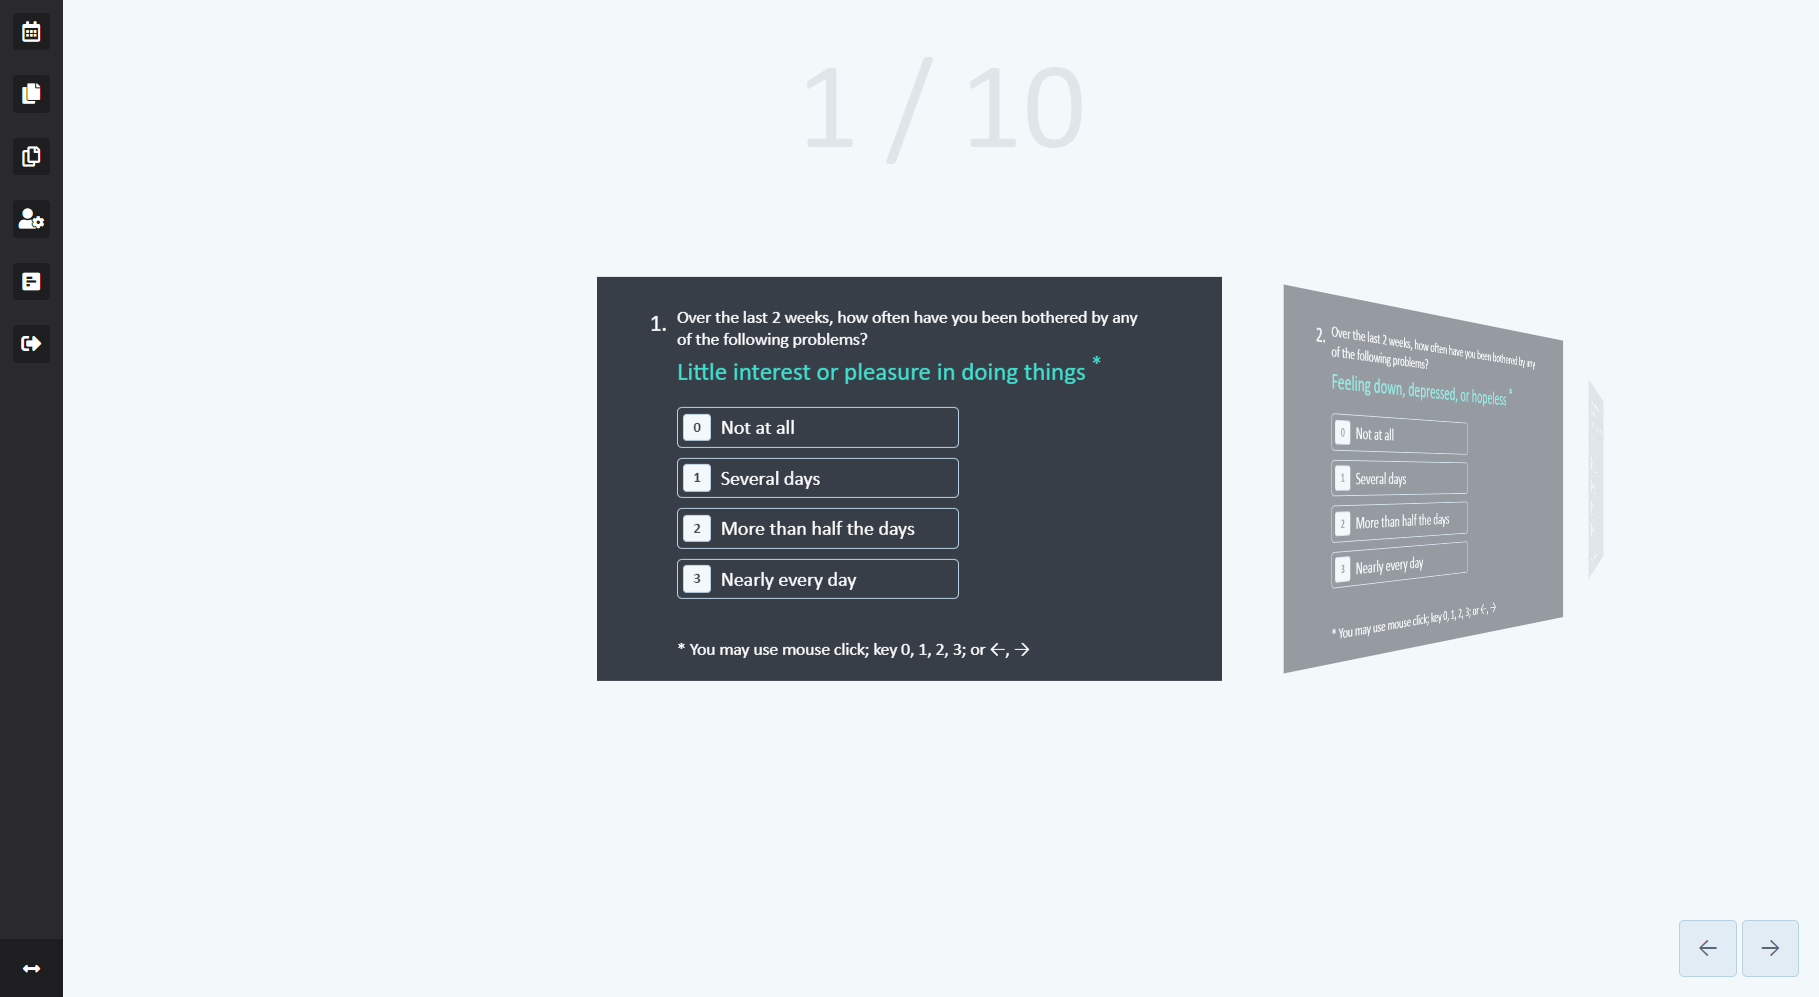 1 / 10
1. Over the last 2 weeks, how often have you been bothered by any
of the following problems?
Little interest or pleasure in doing things *
0 Not at all
1 Several days
2 More than half the days
3 Nearly every day
* You may use mouse click; key 0, 1, 2, 3; or ←, →
2. Over the last 2 weeks, how often have you been bothered by any
of the following problems?
Feeling down, depressed, or hopeless *
0 Not at all
1 Several days
2 More than half the days
3 Nearly every day
* You may use mouse click; key 0, 1, 2, 3; or ←, →